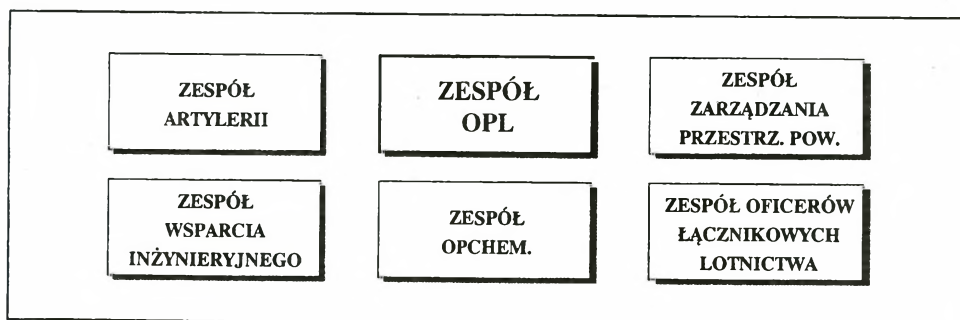 ZESPÓŁ
ARTYLERII
ZESPÓŁ
OPL
ZESPÓŁ
ZARZĄDZANIA
PRZESTRZ. POW.
ZESPÓŁ
WSPARCIA
INŻYNIERYJNEGO
ZESPÓŁ
OPCHEM.
ZESPÓŁ OFICERÓW
ŁĄCZNIKOWYCH
LOTNICTWA